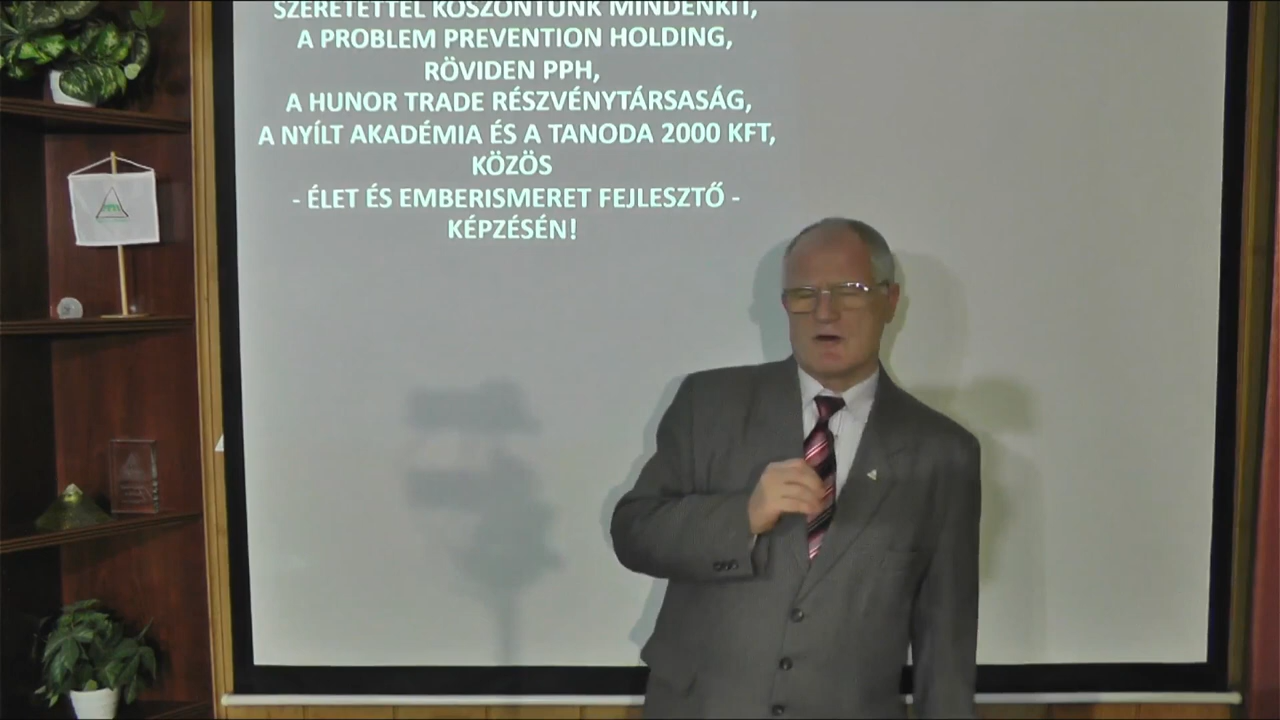 SZERETETTEL KÖSZÖNTÜNK MINDENKIT,
A PROBLEM PREVENTION HOLDING,
RÖVIDEN PPH,
A HUNOR TRADE RÉSZVÉNYTÁRSASÁG,
A NYÍLT AKADÉMIA ÉS A TANODA 2000 KFT,
KÖZÖS
- ÉLET ÉS EMBERISMERET FEJLESZTŐ -
KÉPZÉSÉN!